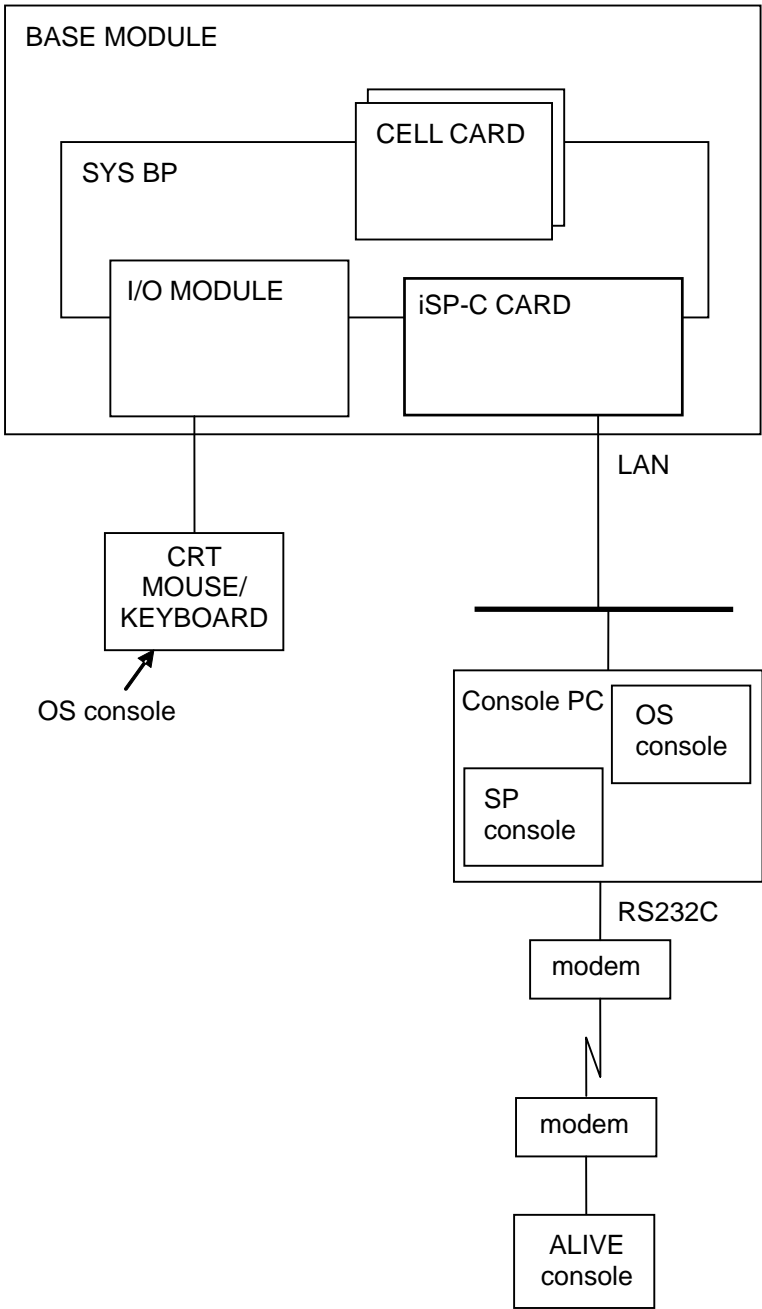 BASE MODULE
CELL CARD
SYS BP
I/O MODULE
iSP-C CARD
LAN
CRT
MOUSE/
KEYBOARD
OS console
Console PC
OS
console
SP
console
RS232C
modem
modem
ALIVE
console